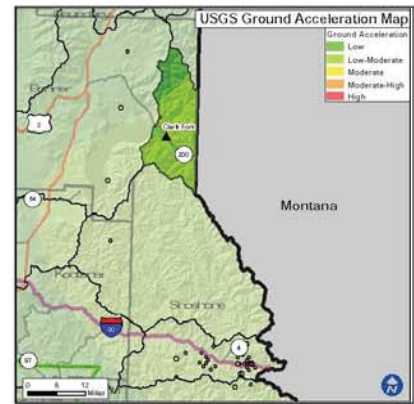 USGS Ground Acceleration Map
Ground Acceleration
Low
Low-Moderate
Moderate
Moderate-High
High
Boundary
Bonner
2
Clark Fork
200
54
Montana
Kootenai
Shoshone
90
4
97
0 6 12
Miles
N